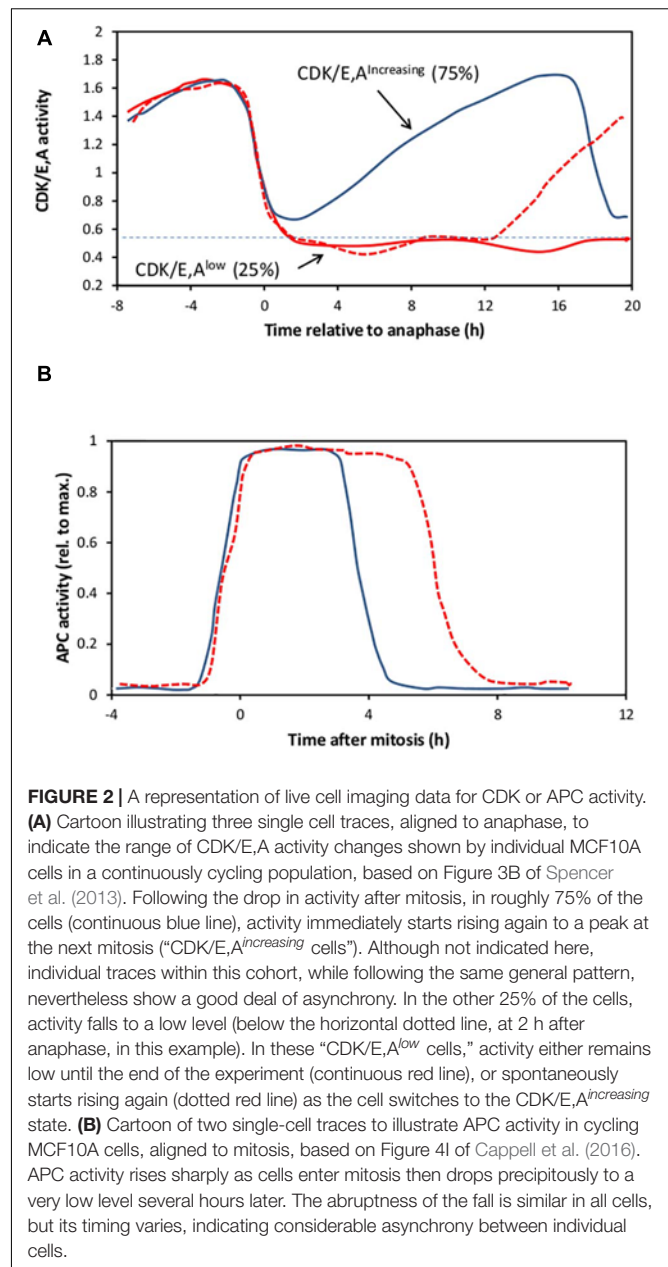 A
2
1.8
1.6
1.4
1.2
1
0.8
0.6
0.4
0.2
CDK/E,A activity
CDK/E,AIncreasing (75%)
CDK/E,Alow (25%)
-8 -4 0 4 8 12 16 20
Time relative to anaphase (h)
B
1
0.8
0.6
0.4
0.2
0
APC activity (rel. to max.)
-4 0 4 8 12
Time after mitosis (h)
FIGURE 2 | A representation of live cell imaging data for CDK or APC activity.
(A) Cartoon illustrating three single cell traces, aligned to anaphase, to
indicate the range of CDK/E,A activity changes shown by individual MCF10A
cells in a continuously cycling population, based on Figure 3B of Spencer
et al. (2013). Following the drop in activity after mitosis, in roughly 75% of the
cells (continuous blue line), activity immediately starts rising again to a peak at
the next mitosis (“CDK/E,Aincreasing cells”). Although not indicated here,
individual traces within this cohort, while following the same general pattern,
nevertheless show a good deal of asynchrony. In the other 25% of the cells,
activity falls to a low level (below the horizontal dotted line, at 2 h after
anaphase, in this example). In these “CDK/E,Alow cells,” activity either remains
low until the end of the experiment (continuous red line), or spontaneously
starts rising again (dotted red line) as the cell switches to the CDK/E,Aincreasing
state. (B) Cartoon of two single-cell traces to illustrate APC activity in cycling
MCF10A cells, aligned to mitosis, based on Figure 4I of Cappell et al. (2016).
APC activity rises sharply as cells enter mitosis then drops precipitously to a
very low level several hours later. The abruptness of the fall is similar in all cells,
but its timing varies, indicating considerable asynchrony between individual
cells.